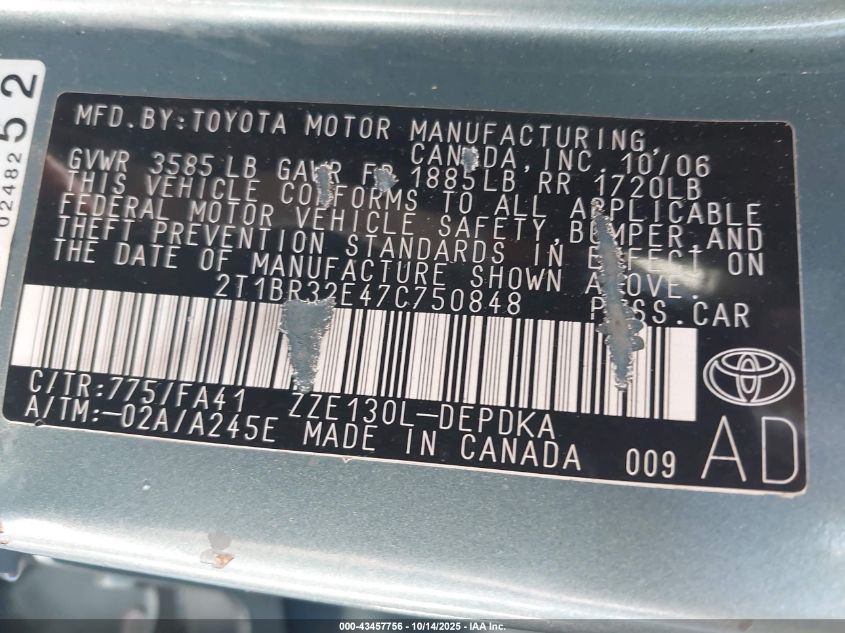 MFD.BY:TOYOTA MOTOR MANUFACTURING,
CANADA, INC. 10/06
GVWR 3585LB GAWR FR 1885LB RR 1720LB
THIS VEHICLE CONFORMS TO ALL APPLICABLE
FEDERAL MOTOR VEHICLE SAFETY, BUMPER, AND
THEFT PREVENTION STANDARDS IN EFFECT ON
THE DATE OF MANUFACTURE SHOWN ABOVE.
2T1BR32E47C750848 PASS.CAR
C/TR:775/FA41 ZZE130L-DEPDKA
A/TM:-02A/A245E MADE IN CANADA 009 AD
0248252
000-43457756 - 10/14/2025 - IAA Inc.